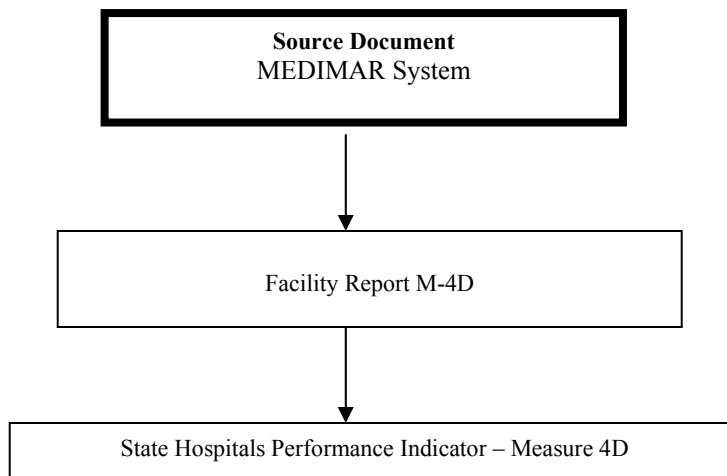 Source Document
MEDIMAR System
Facility Report M-4D
State Hospitals Performance Indicator – Measure 4D